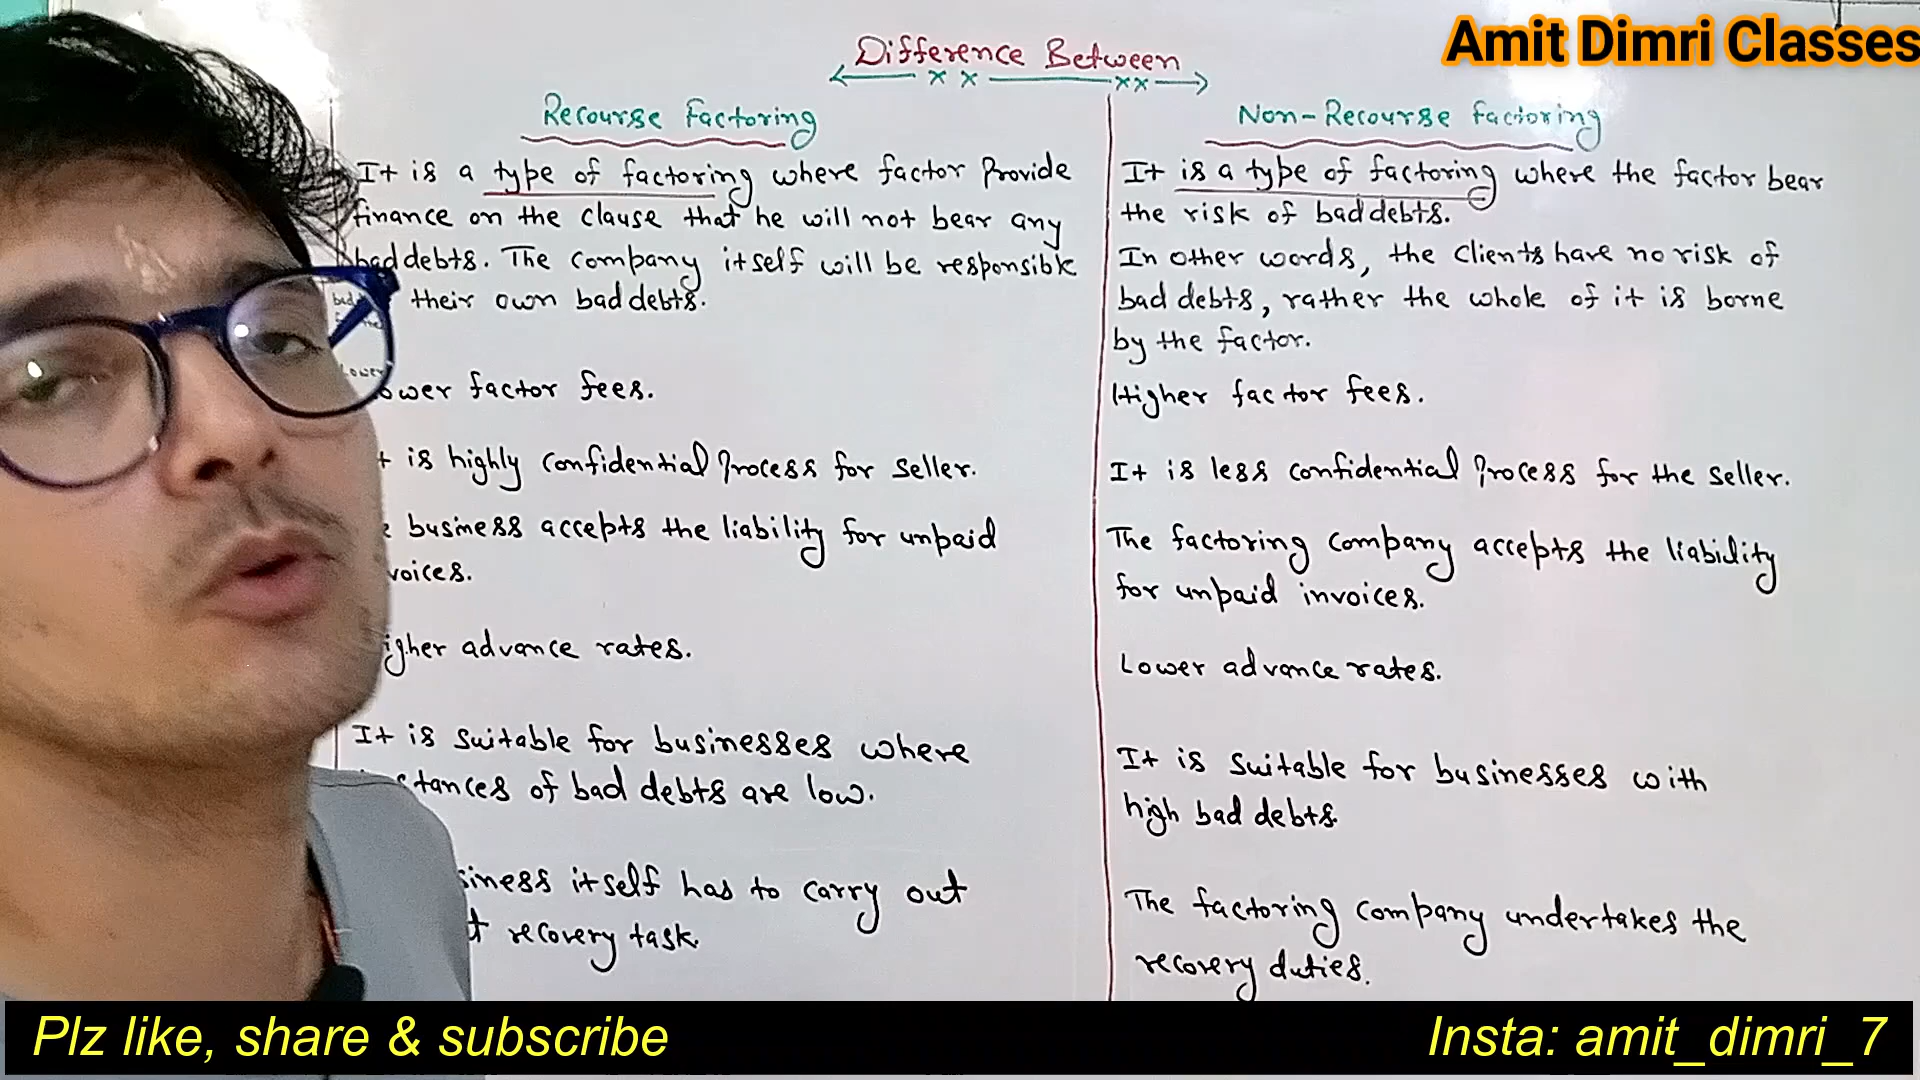 Amit Dimri Classes
Difference Between
Recourse Factoring
It is a type of factoring where factor Provide
finance on the clause that he will not bear any
bad debts. The company itself will be responsible
their own bad debts.
ower factor fees.
t is highly confidential Process for seller.
e business accepts the liability for unpaid
voices.
igher advance rates.
It is suitable for businesses where
stances of bad debts are low.
siness itself has to carry out
t recovery task.
Non-Recourse factoring
It is a type of factoring where the factor bear
the risk of bad debts.
In other words, the clients have no risk of
bad debts, rather the whole of it is borne
by the factor.
Higher factor fees.
It is less confidential Process for the seller.
The factoring company accepts the liability
for unpaid invoices.
Lower advance rates.
It is suitable for businesses with
high bad debts.
The factoring company undertakes the
recovery duties.
Plz like, share & subscribe
Insta: amit_dimri_7